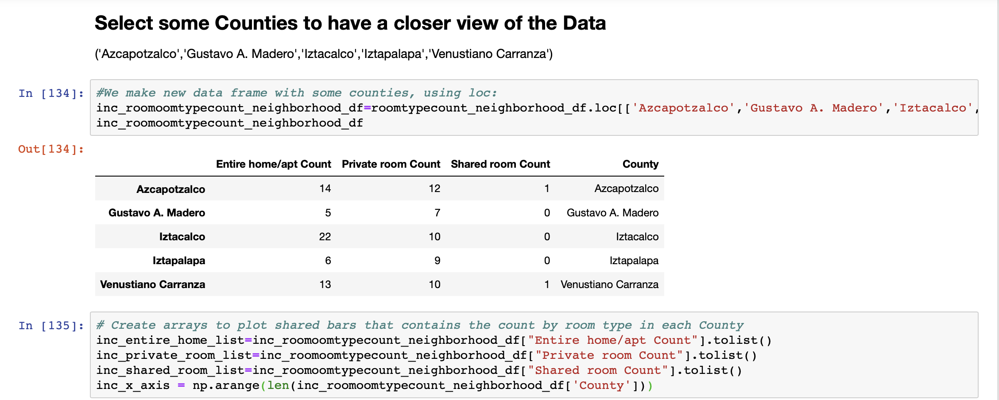 Select some Counties to have a closer view of the Data
('Azcapotzalco','Gustavo A. Madero','Iztacalco','Iztapalapa','Venustiano Carranza')
In [134]: #We make new data frame with some counties, using loc:
inc_roomoomtypecount_neighborhood_df=roomtypecount_neighborhood_df.loc[['Azcapotzalco','Gustavo A. Madero','Iztacalco',
inc_roomoomtypecount_neighborhood_df
Out[134]:
Entire home/apt Count Private room Count Shared room Count County
Azcapotzalco 14 12 1 Azcapotzalco
Gustavo A. Madero 5 7 0 Gustavo A. Madero
Iztacalco 22 10 0 Iztacalco
Iztapalapa 6 9 0 Iztapalapa
Venustiano Carranza 13 10 1 Venustiano Carranza
In [135]: # Create arrays to plot shared bars that contains the count by room type in each County
inc_entire_home_list=inc_roomoomtypecount_neighborhood_df["Entire home/apt Count"].tolist()
inc_private_room_list=inc_roomoomtypecount_neighborhood_df["Private room Count"].tolist()
inc_shared_room_list=inc_roomoomtypecount_neighborhood_df["Shared room Count"].tolist()
inc_x_axis = np.arange(len(inc_roomoomtypecount_neighborhood_df['County']))